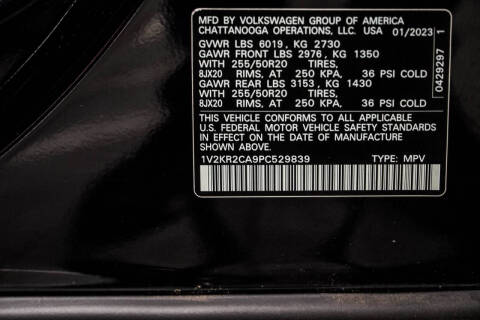 MFD BY VOLKSWAGEN GROUP OF AMERICA
CHATTANOOGA OPERATIONS, LLC. USA 01/2023
GVWR LBS 6019, KG 2730
GAWR FRONT LBS 2976, KG 1350
WITH 255/50R20 TIRES,
8JX20 RIMS, AT 250 KPA, 36 PSI COLD
GAWR REAR LBS 3153, KG 1430
WITH 255/50R20 TIRES,
8JX20 RIMS, AT 250 KPA, 36 PSI COLD
THIS VEHICLE CONFORMS TO ALL APPLICABLE
U.S. FEDERAL MOTOR VEHICLE SAFETY STANDARDS
IN EFFECT ON THE DATE OF MANUFACTURE
SHOWN ABOVE.
1V2KR2CA9PC529839 TYPE: MPV
0429297 1